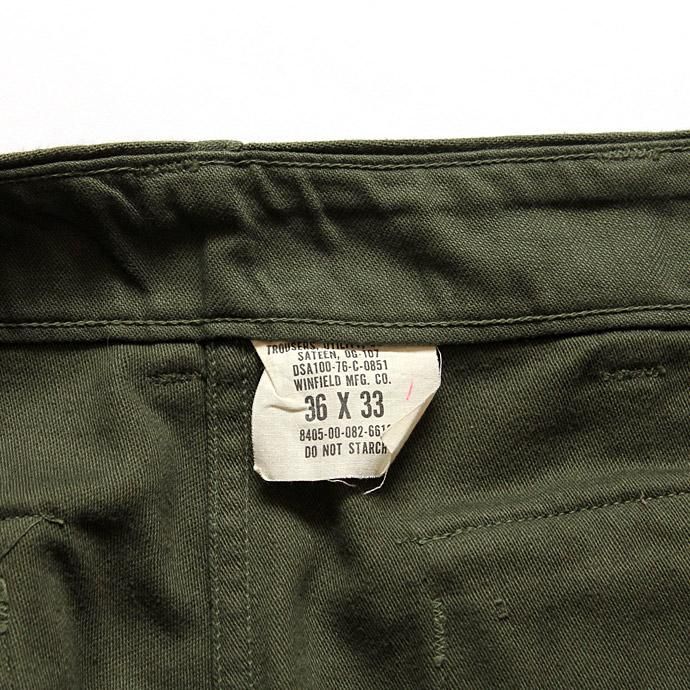 TROUSERS, UTILITY,
SATEEN, OG-107
DSA100-76-C-0851
WINFIELD MFG. CO.
36 X 33
8405-00-082-661
DO NOT STARCH